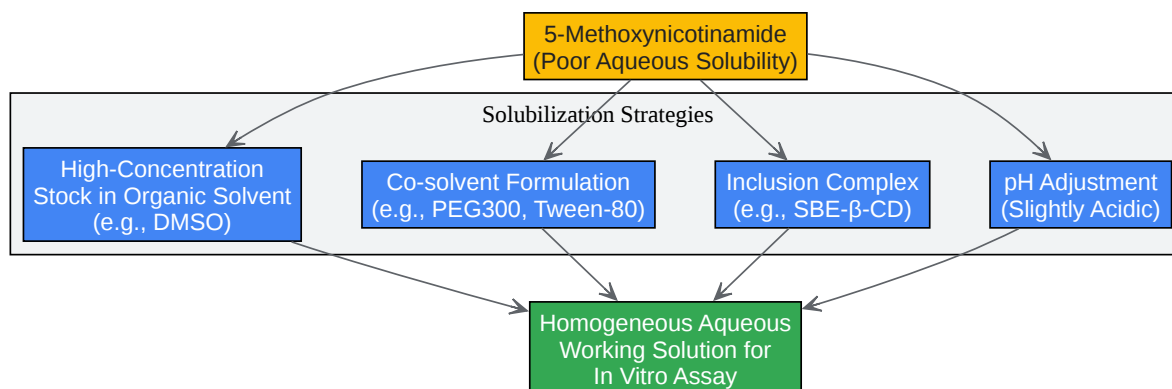 5-Methoxynicotinamide
(Poor Aqueous Solubility)
Solubilization Strategies
High-Concentration
Stock in Organic Solvent
(e.g., DMSO)
Co-solvent Formulation
(e.g., PEG300, Tween-80)
Inclusion Complex
(e.g., SBE-β-CD)
pH Adjustment
(Slightly Acidic)
Homogeneous Aqueous
Working Solution for
In Vitro Assay